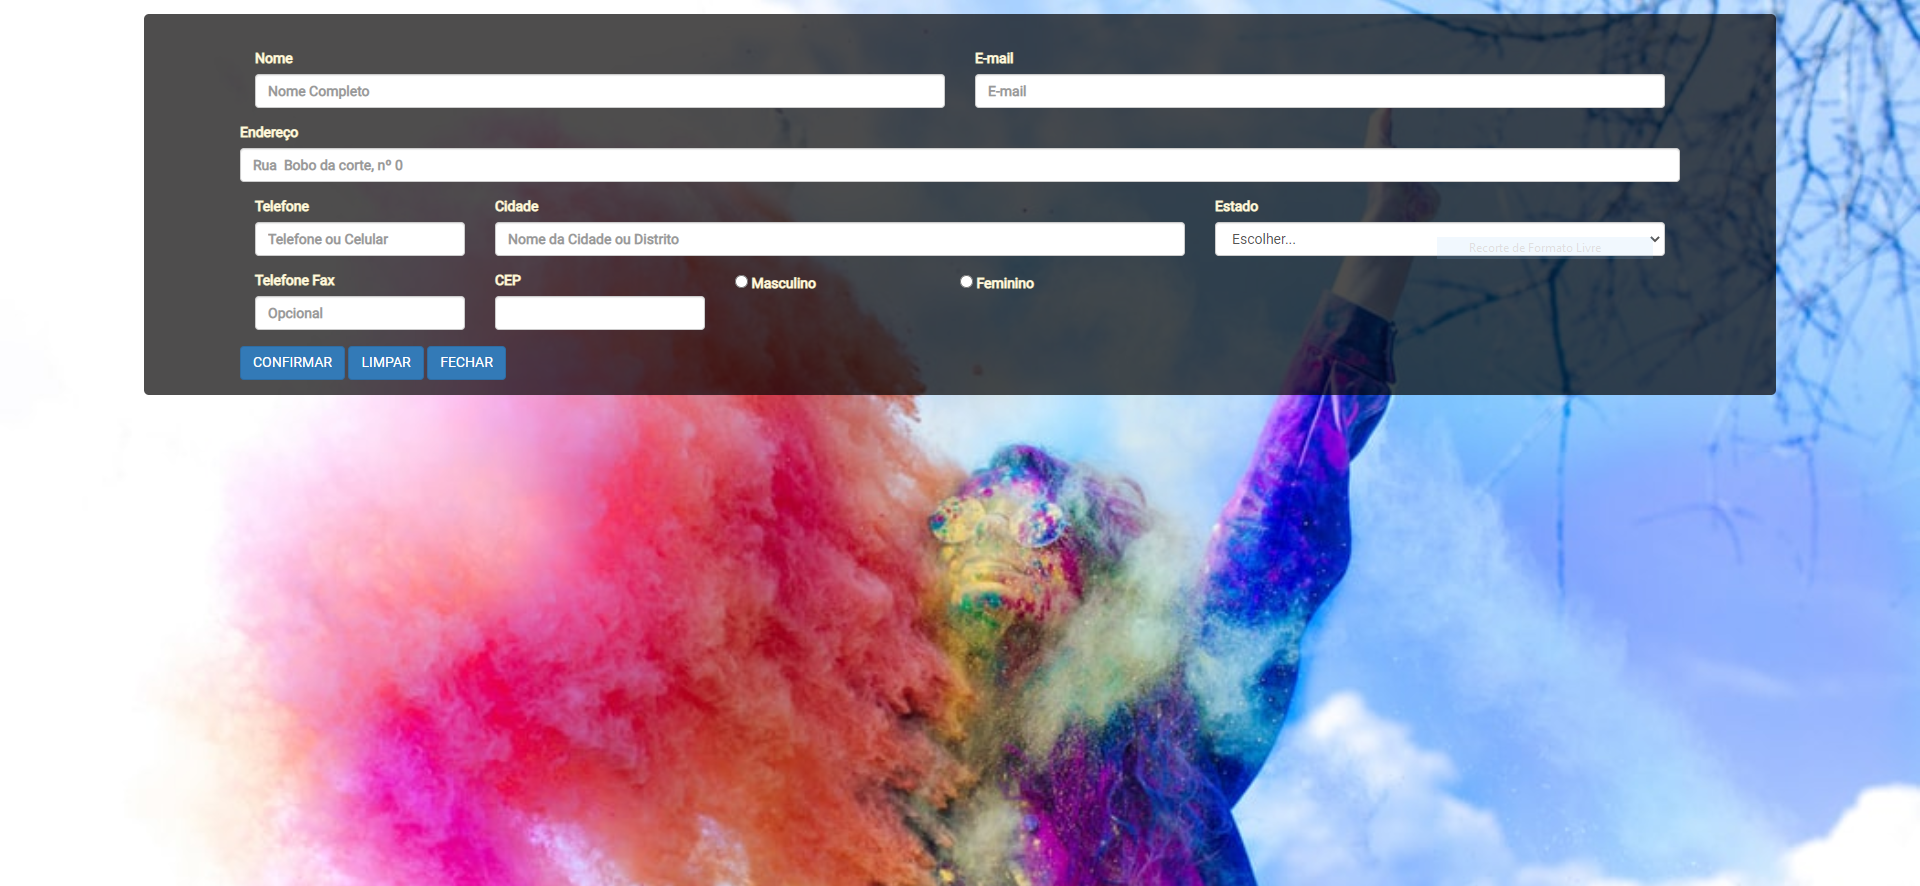 Nome E-mail
Nome Completo E-mail
Endereço
Rua  Bobo da corte, nº 0
Telefone Cidade Estado
Telefone ou Celular Nome da Cidade ou Distrito Escolher...
Recorte de Formato Livre
Telefone Fax CEP Masculino Feminino
Opcional
CONFIRMAR LIMPAR FECHAR